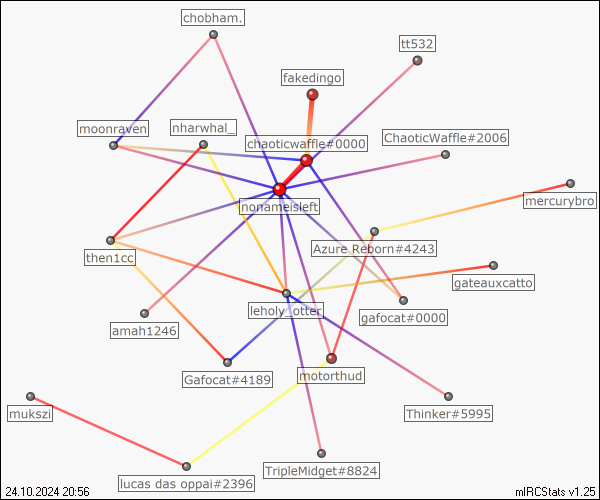 chobham.
tt532
fakedingo
moonraven
nharwhal_
chaoticwaffle#0000
ChaoticWaffle#2006
nonameisleft
mercurybro
then1cc
Azure Reborn#4243
gateauxcatto
amah1246
leholy_otter
gafocat#0000
Gafocat#4189
motorthud
mukszi
Thinker#5995
lucas das oppai#2396
TripleMidget#8824
24.10.2024 20:56
mIRCStats v1.25